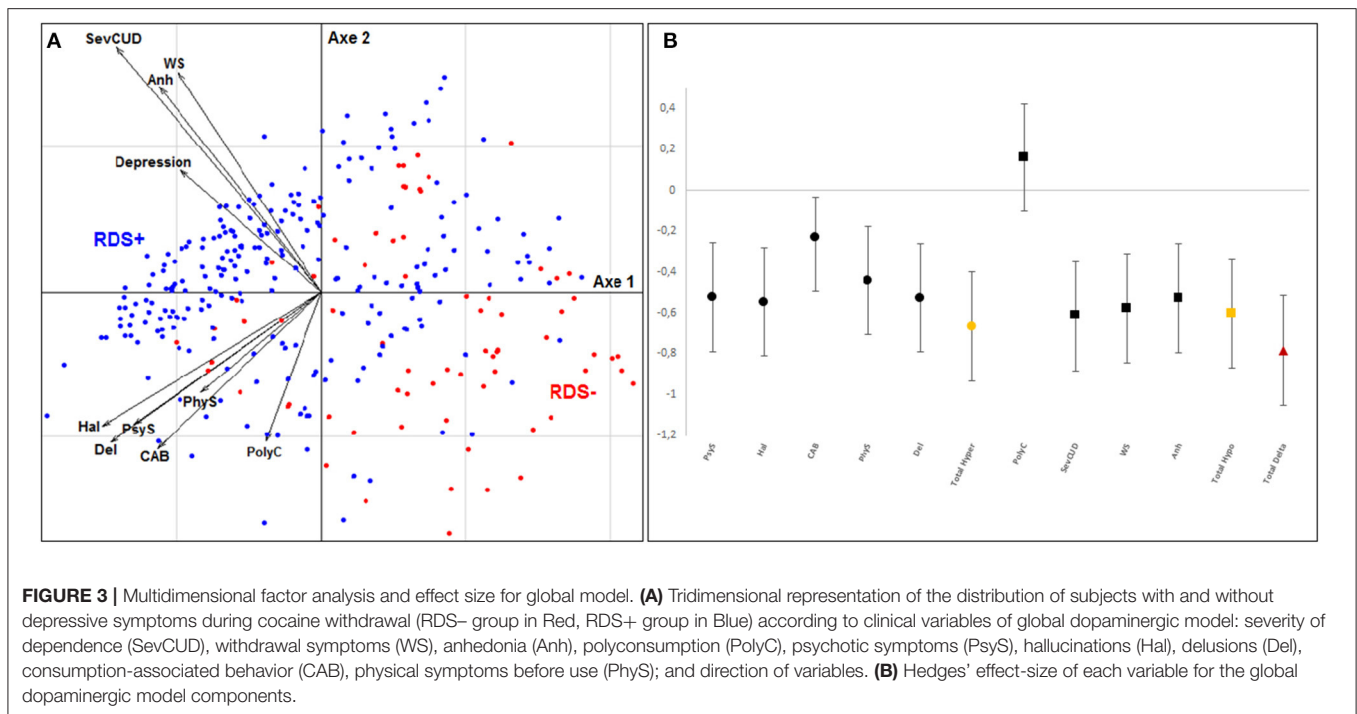 A
SevCUD
Axe 2
WS
Anh
Depression
RDS+
Axe 1
RDS-
PhyS
Hal
PsyS
Del
CAB
PolyC
B
0,4
0,2
0
-0,2
-0,4
-0,6
-0,8
-1
-1,2
PsyS
Hal
CAB
PhyS
Del
Total Hyper
PolyC
SevCUD
WS
Anh
Total Hypo
Total Delta
FIGURE 3 | Multidimensional factor analysis and effect size for global model. (A) Tridimensional representation of the distribution of subjects with and without
depressive symptoms during cocaine withdrawal (RDS– group in Red, RDS+ group in Blue) according to clinical variables of global dopaminergic model: severity of
dependence (SevCUD), withdrawal symptoms (WS), anhedonia (Anh), polyconsumption (PolyC), psychotic symptoms (PsyS), hallucinations (Hal), delusions (Del),
consumption-associated behavior (CAB), physical symptoms before use (PhyS); and direction of variables. (B) Hedges' effect-size of each variable for the global
dopaminergic model components.